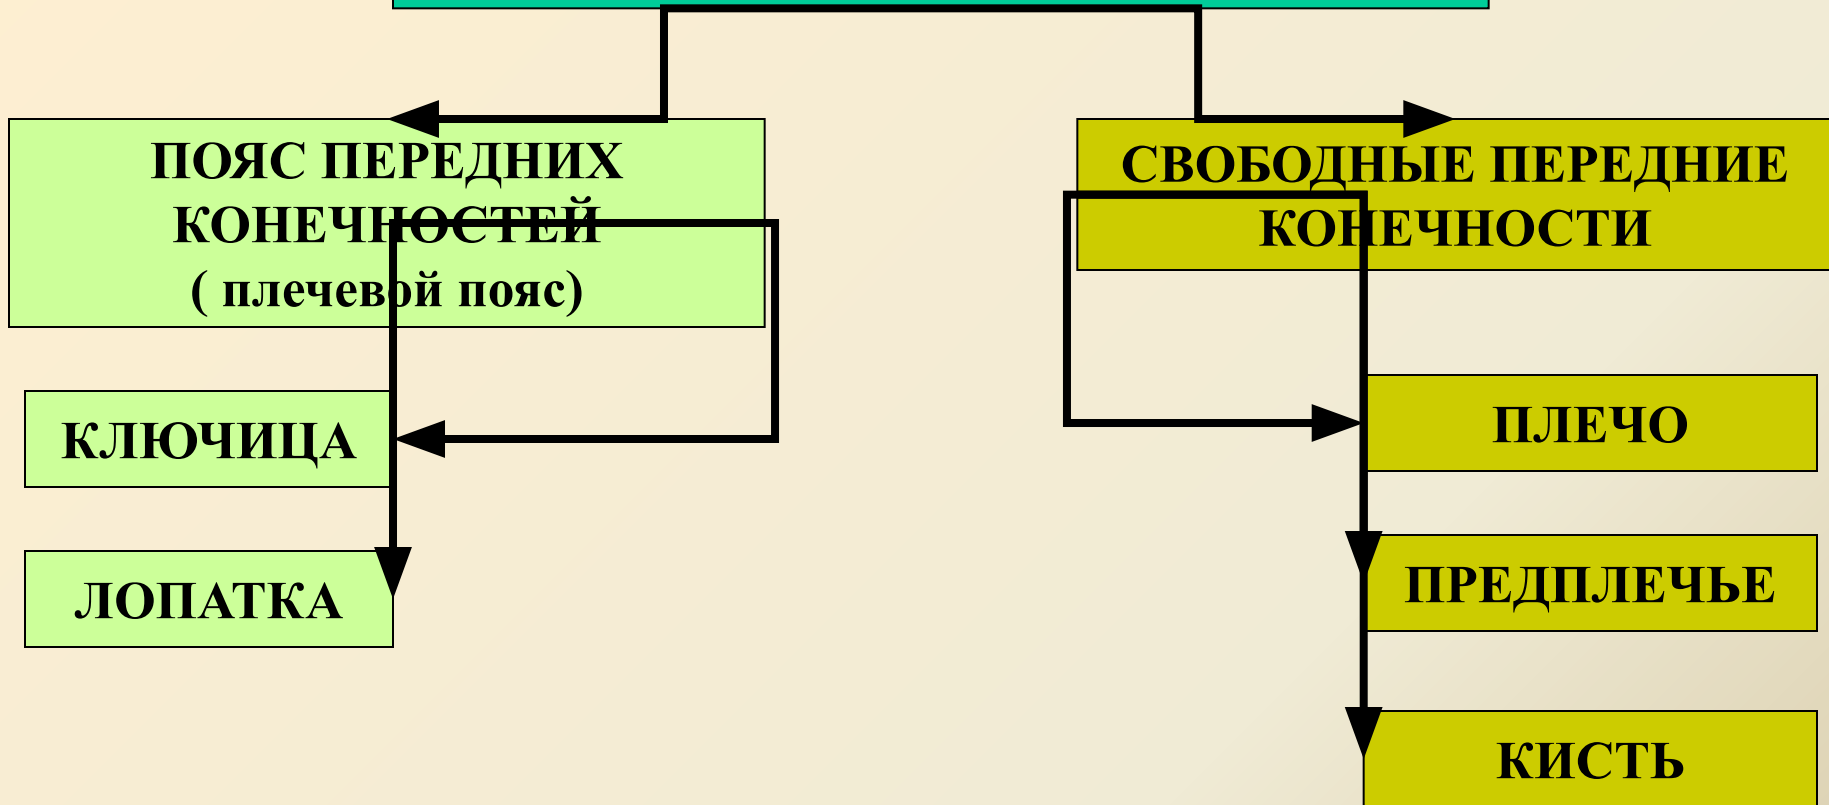 ПОЯС ПЕРЕДНИХ
КОНЕЧНОСТЕЙ
( плечевой пояс)
КЛЮЧИЦА
ЛОПАТКА
СВОБОДНЫЕ ПЕРЕДНИЕ
КОНЕЧНОСТИ
ПЛЕЧО
ПРЕДПЛЕЧЬЕ
КИСТЬ